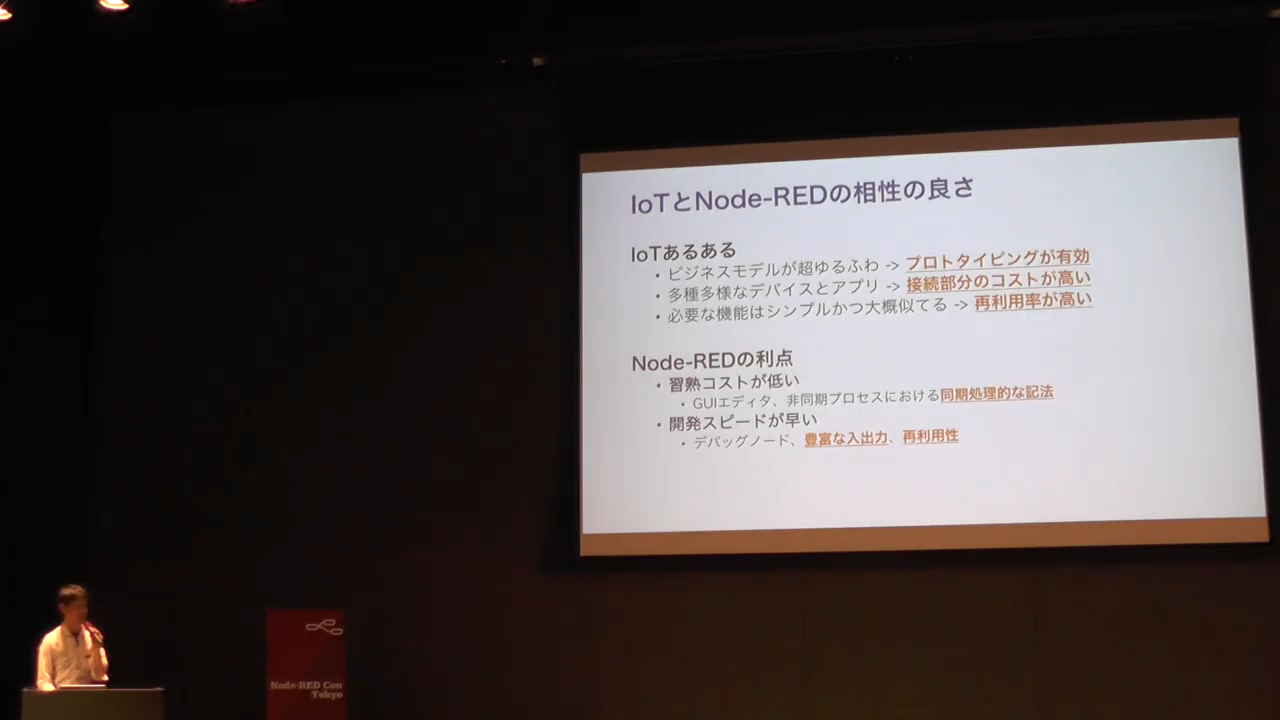 IoTとNode-REDの相性の良さ
IoTあるある
・ビジネスモデルが超ゆるふわ -> プロトタイピングが有効
・多種多様なデバイスとアプリ -> 接続部分のコストが高い
・必要な機能はシンプルかつ大概似てる -> 再利用率が高い
Node-REDの利点
・習熟コストが低い
・GUIエディタ、非同期プロセスにおける同期処理的な記法
・開発スピードが早い
・デバッグノード、豊富な入出力、再利用性
Node-RED Con
Tokyo